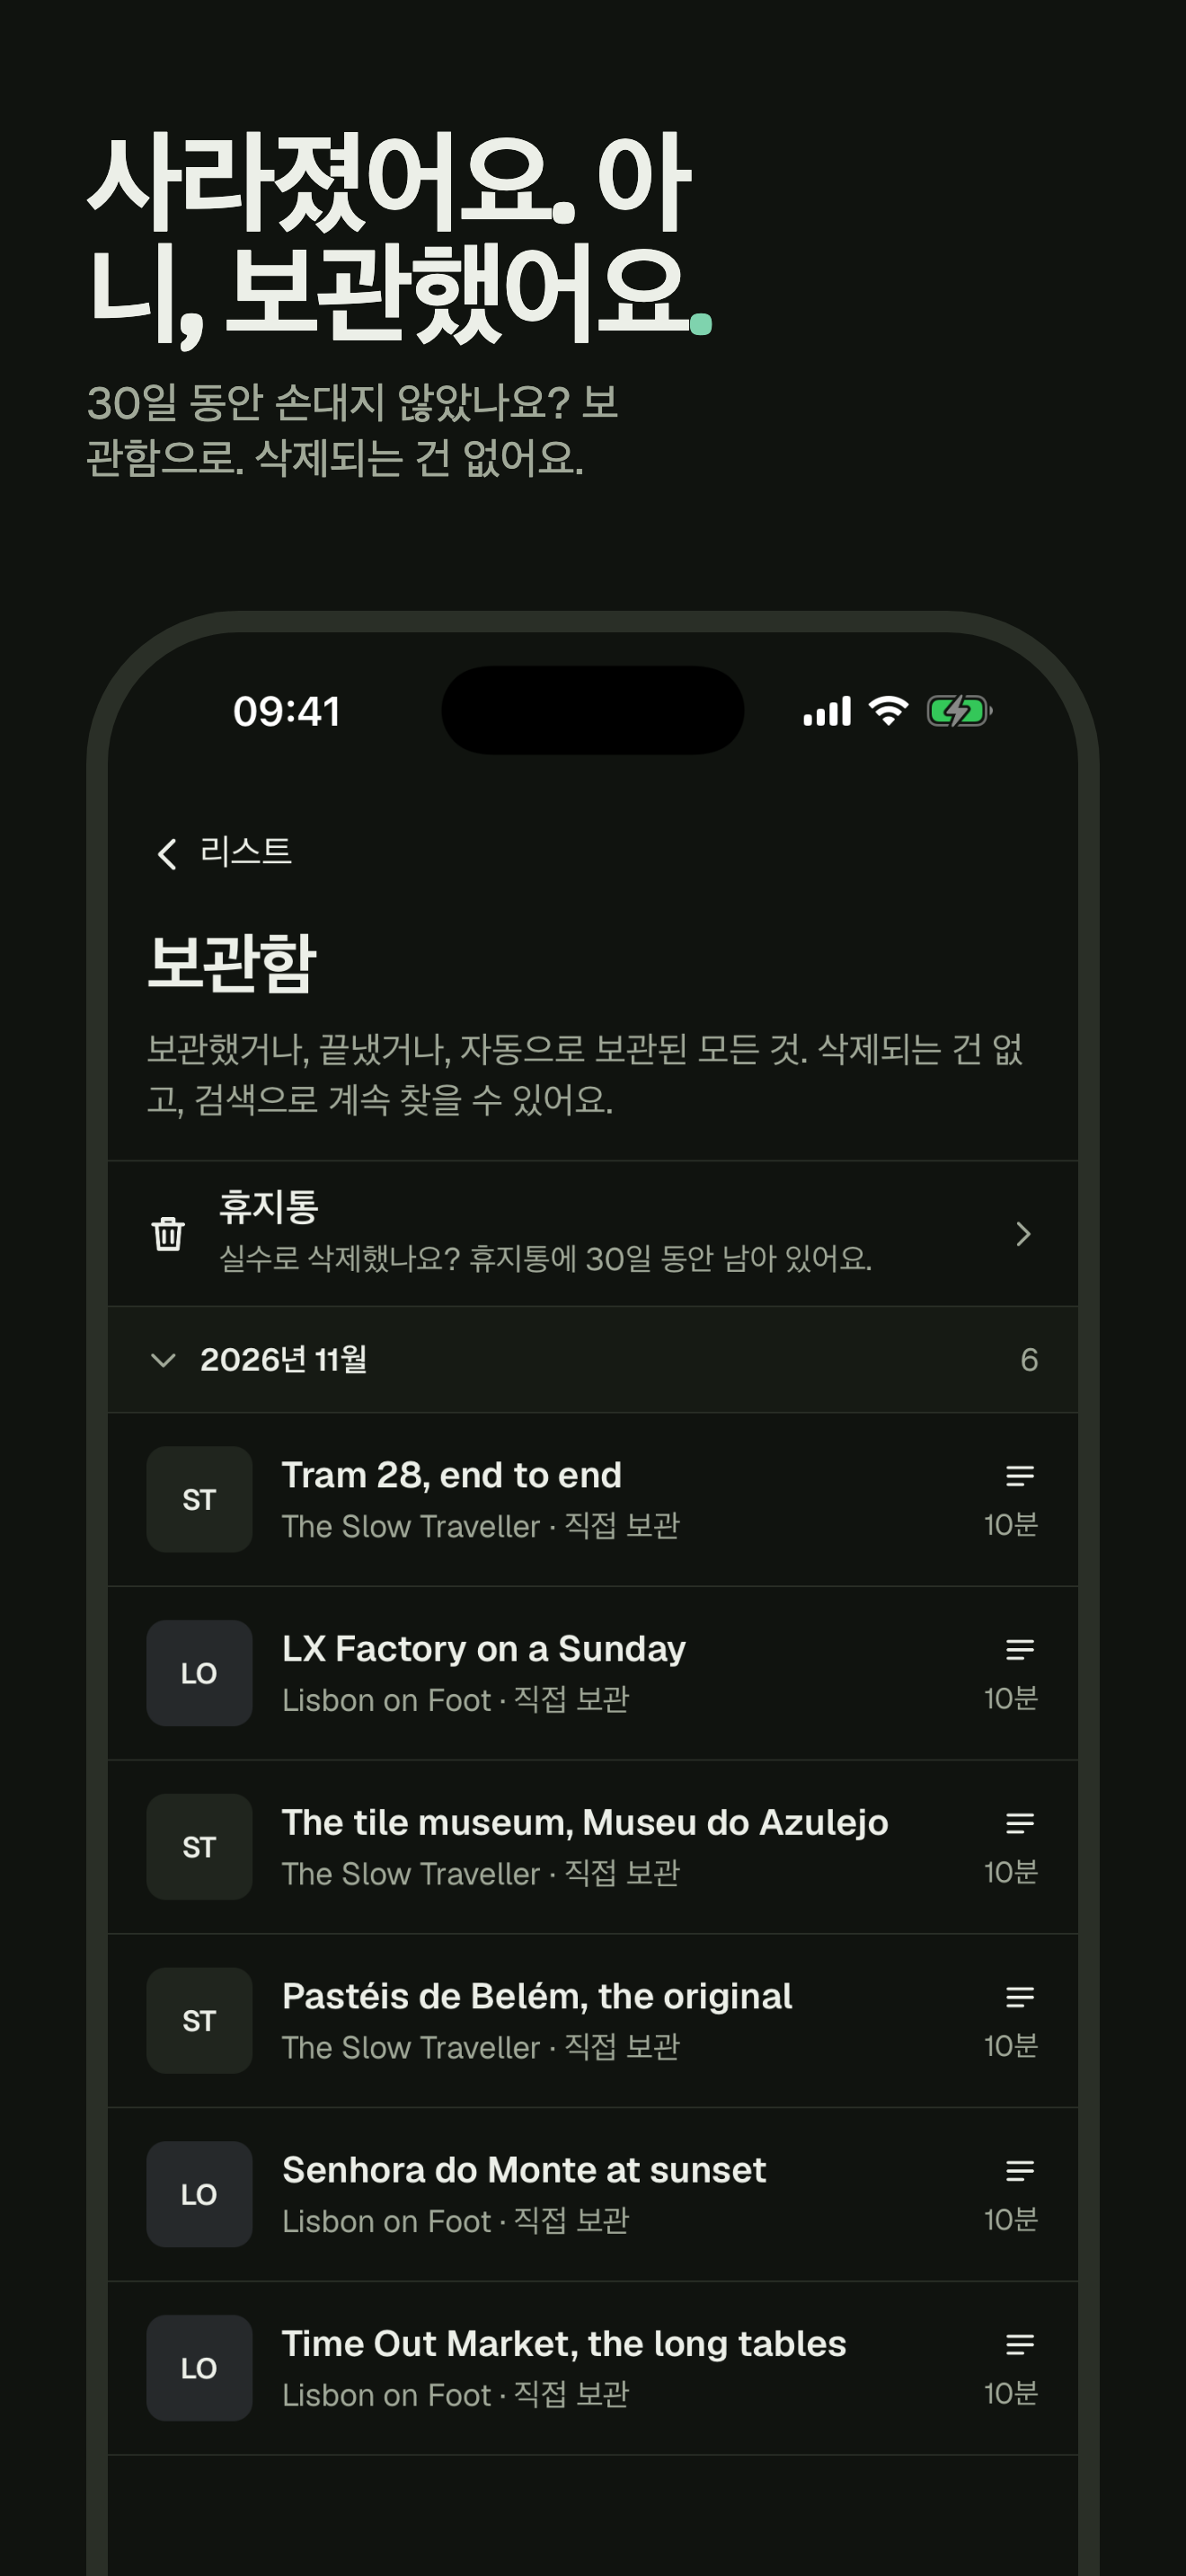 사라졌어요. 아
니, 보관했어요.
30일 동안 손대지 않았나요? 보
관함으로. 삭제되는 건 없어요.
09:41
리스트
보관함
보관했거나, 끝냈거나, 자동으로 보관된 모든 것. 삭제되는 건 없
고, 검색으로 계속 찾을 수 있어요.
휴지통
실수로 삭제했나요? 휴지통에 30일 동안 남아 있어요.
2026년 11월 6
ST Tram 28, end to end
The Slow Traveller · 직접 보관 10분
LO LX Factory on a Sunday
Lisbon on Foot · 직접 보관 10분
ST The tile museum, Museu do Azulejo
The Slow Traveller · 직접 보관 10분
ST Pastéis de Belém, the original
The Slow Traveller · 직접 보관 10분
LO Senhora do Monte at sunset
Lisbon on Foot · 직접 보관 10분
LO Time Out Market, the long tables
Lisbon on Foot · 직접 보관 10분